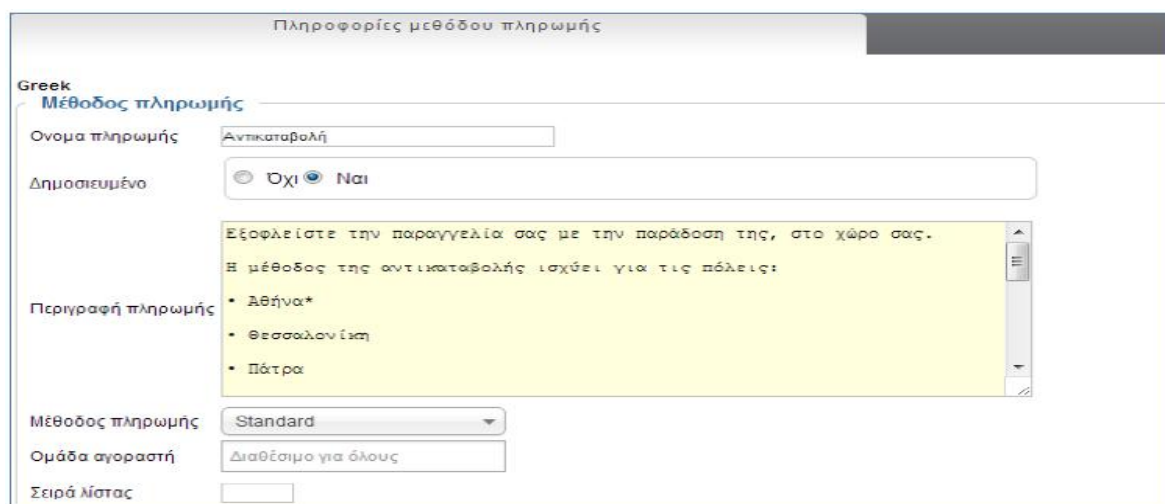 Πληροφορίες μεθόδου πληρωμής
Greek
Μέθοδος πληρωμής
Ονομα πληρωμής Αντικαταβολή
Δημοσιευμένο Όχι Ναι
Περιγραφή πληρωμής
Εξοφλείστε την παραγγελία σας με την παράδοση της, στο χώρο σας.
Η μέθοδος της αντικαταβολής ισχύει για τις πόλεις:
• Αθήνα*
• Θεσσαλονίκη
• Πάτρα
Μέθοδος πληρωμής Standard
Ομάδα αγοραστή Διαθέσιμο για όλους
Σειρά λίστας